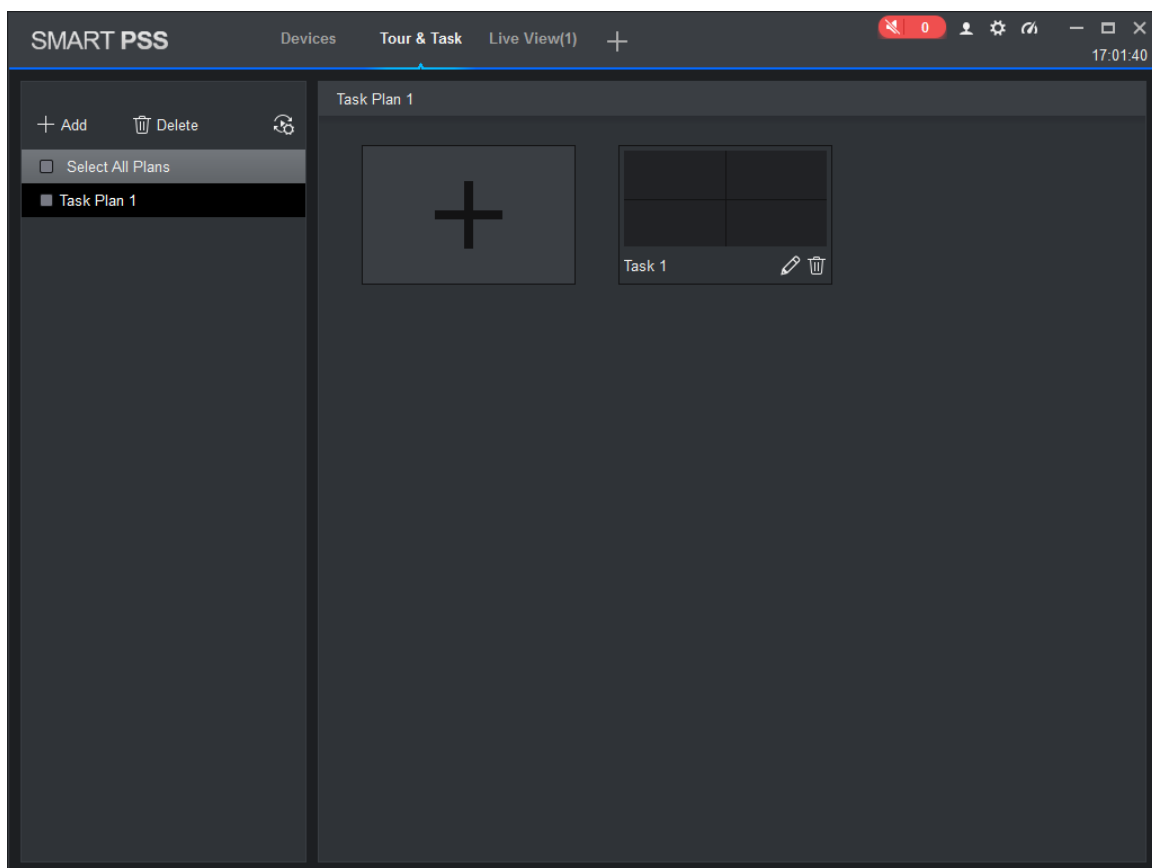 SMART PSS
Devices
Tour & Task
Live View(1)
0
17:01:40
Add
Delete
Select All Plans
Task Plan 1
Task Plan 1
Task 1